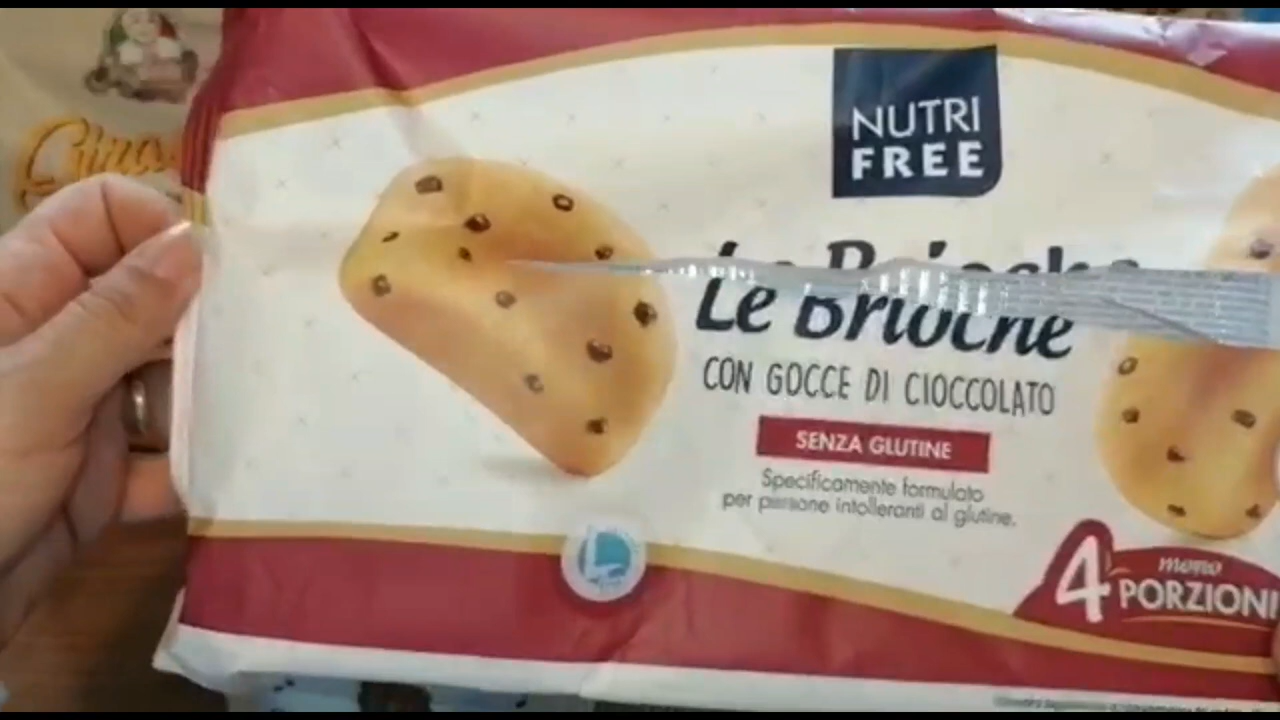 NUTRI
FREE
Le Brioche
CON GOCCE DI CIOCCOLATO
SENZA GLUTINE
Specificamente formulato
per persone intolleranti al glutine.
4 mono
PORZIONI